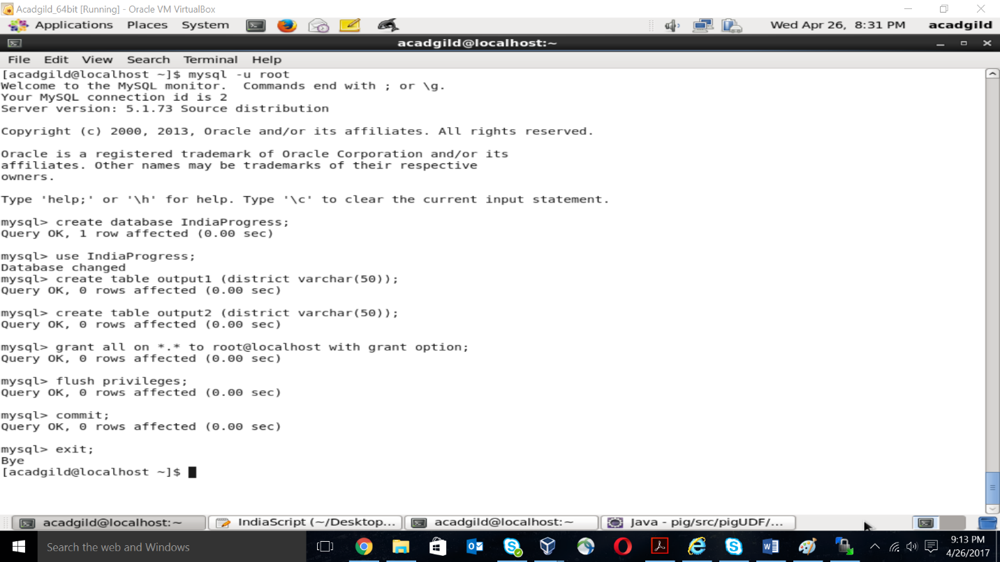 Acadgild_64bit [Running] - Oracle VM VirtualBox
Applications Places System Wed Apr 26, 8:31 PM acadgild
acadgild@localhost:~
File Edit View Search Terminal Help
[acadgild@localhost ~]$ mysql -u root
Welcome to the MySQL monitor.  Commands end with ; or \g.
Your MySQL connection id is 2
Server version: 5.1.73 Source distribution
Copyright (c) 2000, 2013, Oracle and/or its affiliates. All rights reserved.
Oracle is a registered trademark of Oracle Corporation and/or its
affiliates. Other names may be trademarks of their respective
owners.
Type 'help;' or '\h' for help. Type '\c' to clear the current input statement.
mysql> create database IndiaProgress;
Query OK, 1 row affected (0.00 sec)
mysql> use IndiaProgress;
Database changed
mysql> create table output1 (district varchar(50));
Query OK, 0 rows affected (0.00 sec)
mysql> create table output2 (district varchar(50));
Query OK, 0 rows affected (0.00 sec)
mysql> grant all on *.* to root@localhost with grant option;
Query OK, 0 rows affected (0.00 sec)
mysql> flush privileges;
Query OK, 0 rows affected (0.00 sec)
mysql> commit;
Query OK, 0 rows affected (0.00 sec)
mysql> exit;
Bye
[acadgild@localhost ~]$
acadgild@localhost:~ IndiaScript (~/Desktop... acadgild@localhost:~ Java - pig/src/pigUDF/...
Search the web and Windows 9:13 PM
4/26/2017